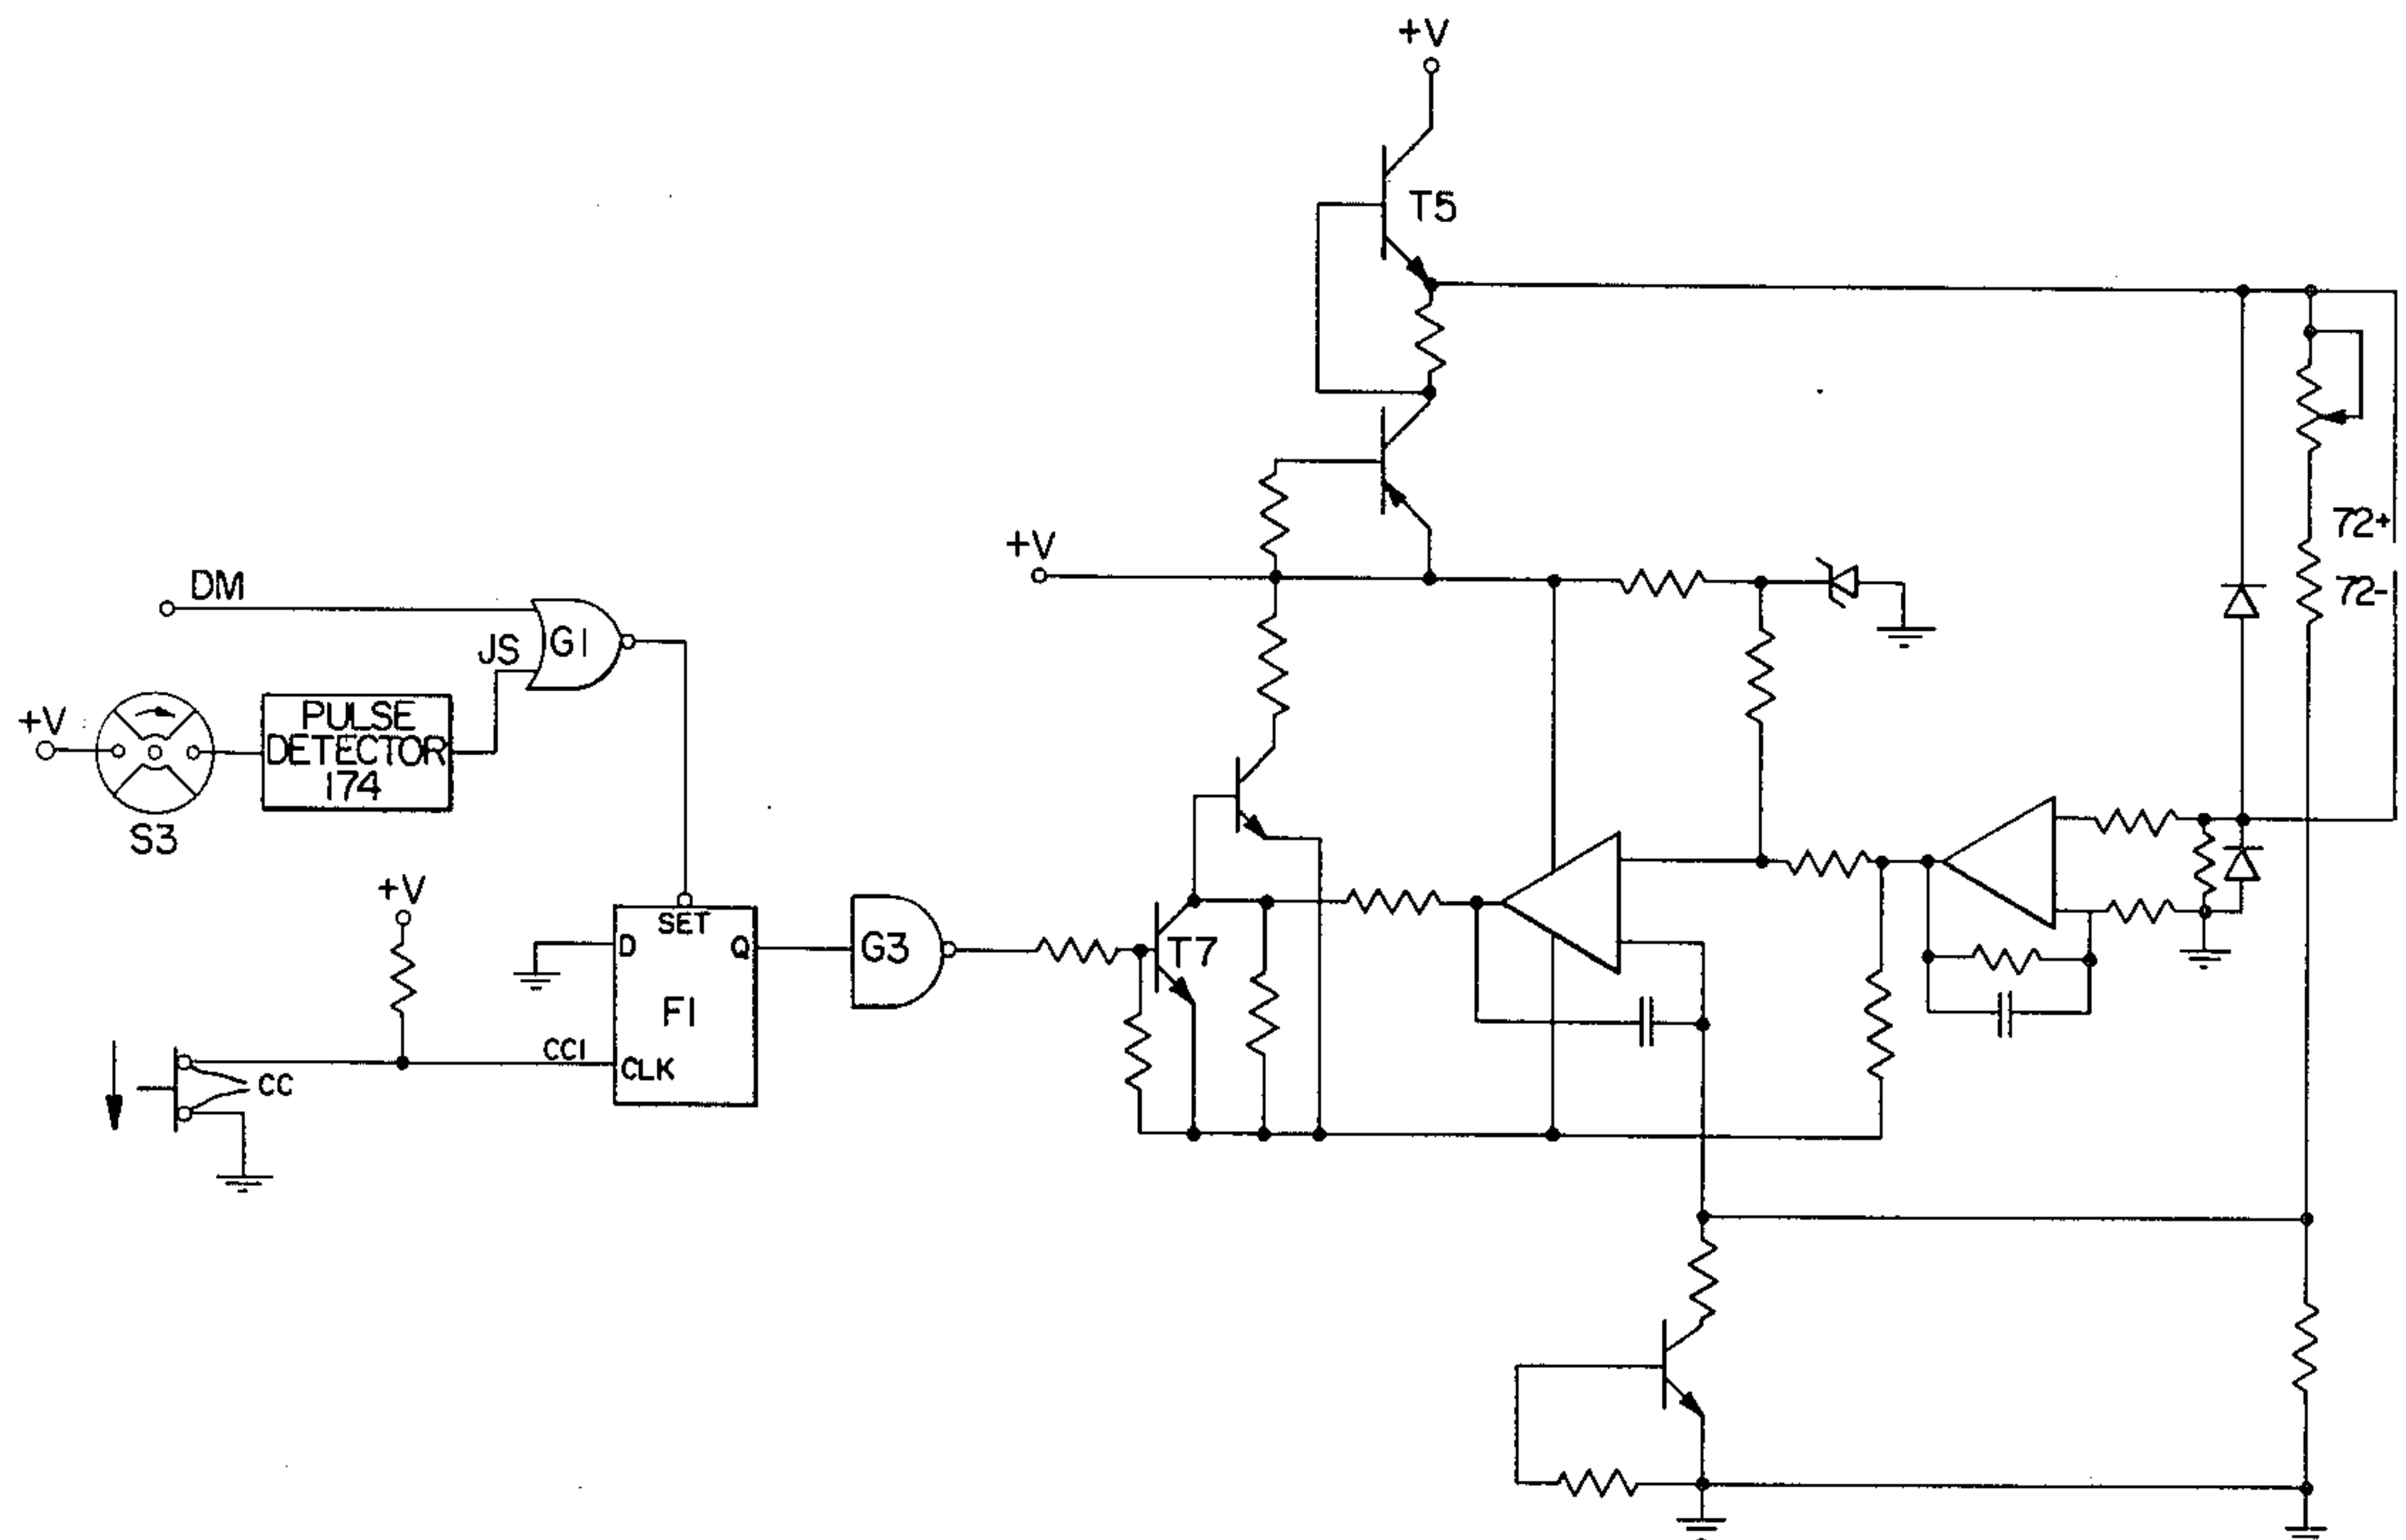 +V
T5
72+
+V
72-
DM
JS
G1
+V
PULSE
DETECTOR
174
S3
+V
SET
D
Q
G3
T7
F1
CC1
CLK
CC